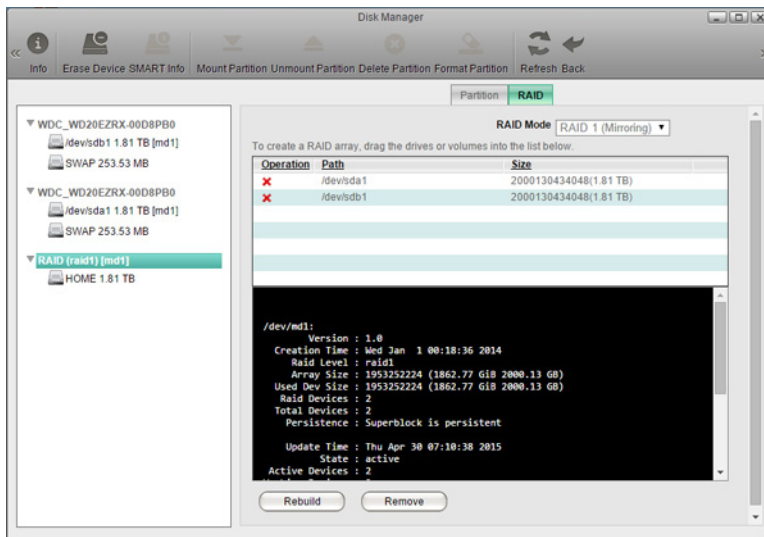 Disk Manager
Info Erase Device SMART Info Mount Partition Unmount Partition Delete Partition Format Partition Refresh Back
Partition RAID
WDC_WD20EZRX-00D8PB0
/dev/sdb1 1.81 TB [md1]
SWAP 253.53 MB
WDC_WD20EZRX-00D8PB0
/dev/sda1 1.81 TB [md1]
SWAP 253.53 MB
RAID (raid1) [md1]
HOME 1.81 TB
RAID Mode RAID 1 (Mirroring)
To create a RAID array, drag the drives or volumes into the list below.
Operation Path Size
/dev/sda1 2000130434048(1.81 TB)
/dev/sdb1 2000130434048(1.81 TB)
/dev/md1:
Version : 1.0
Creation Time : Wed Jan 1 00:18:36 2014
Raid Level : raid1
Array Size : 1953252224 (1862.77 GiB 2000.13 GB)
Used Dev Size : 1953252224 (1862.77 GiB 2000.13 GB)
Raid Devices : 2
Total Devices : 2
Persistence : Superblock is persistent
Update Time : Thu Apr 30 07:10:38 2015
State : active
Active Devices : 2
Rebuild Remove